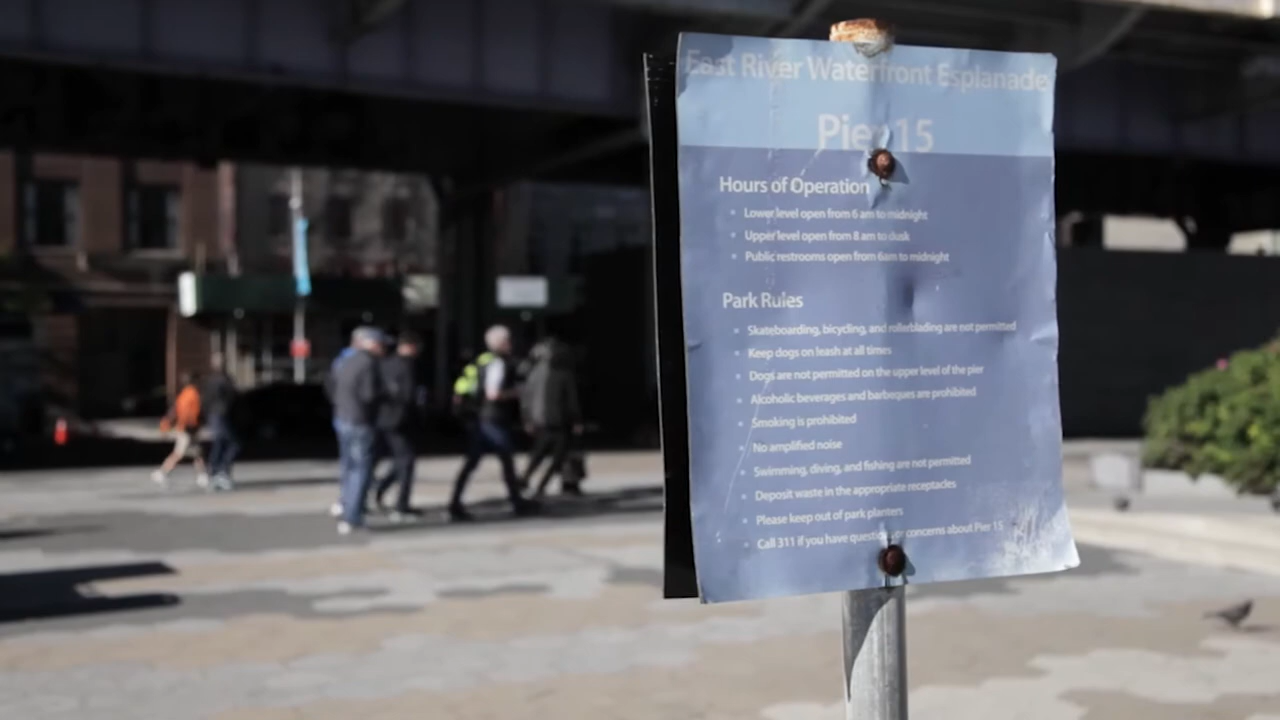 East River Waterfront Esplanade
Pier 15
Hours of Operation
Lower level open from 6 am to midnight
Upper level open from 8 am to dusk
Public restrooms open from 6am to midnight
Park Rules
Skateboarding, bicycling, and rollerblading are not permitted
Keep dogs on leash at all times
Dogs are not permitted on the upper level of the pier
Alcoholic beverages and barbeques are prohibited
Smoking is prohibited
No amplified noise
Swimming, diving, and fishing are not permitted
Deposit waste in the appropriate receptacles
Please keep out of park planters
Call 311 if you have questions or concerns about Pier 15